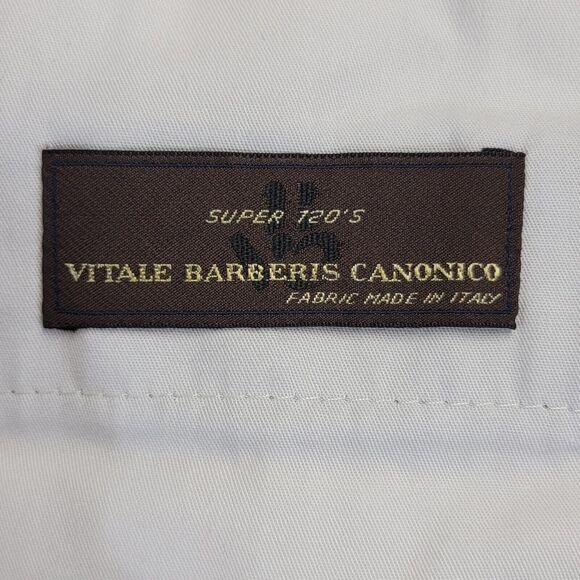 SUPER 120'S
VITALE BARBERIS CANONICO
FABRIC MADE IN ITALY